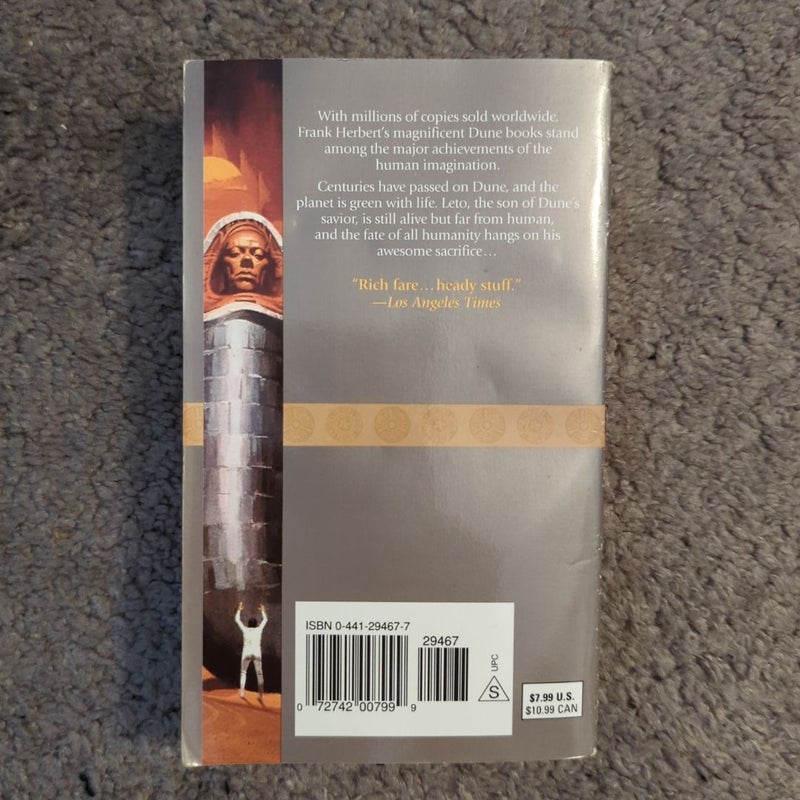 With millions of copies sold worldwide,
Frank Herbert's magnificent Dune books stand
among the major achievements of the
human imagination.
Centuries have passed on Dune, and the
planet is green with life. Leto, the son of Dune's
savior, is still alive but far from human,
and the fate of all humanity hangs on his
awesome sacrifice...
"Rich fare...heady stuff."
—Los Angeles Times
ISBN 0-441-29467-7
29467
UPC
S
0 72742 00799 9
$7.99 U.S.
$10.99 CAN